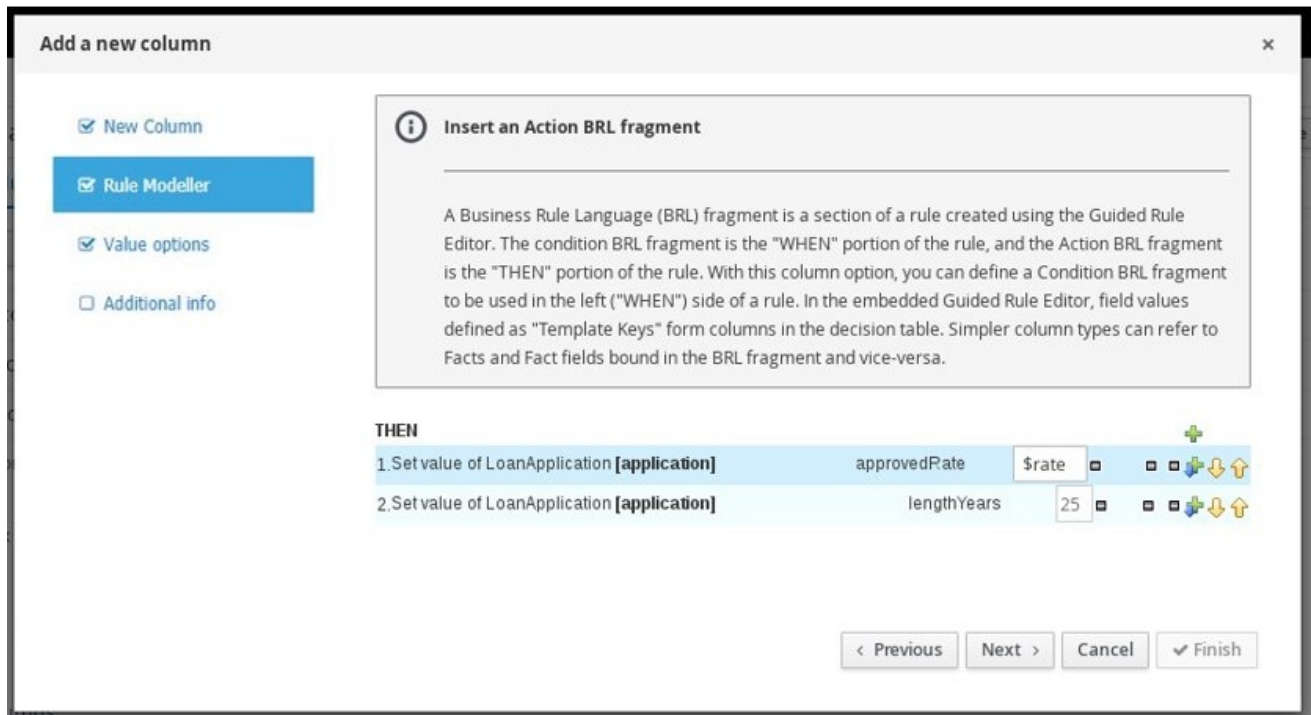 Add a new column
×
New Column
Rule Modeller
Value options
Additional info
Insert an Action BRL fragment
A Business Rule Language (BRL) fragment is a section of a rule created using the Guided Rule
Editor. The condition BRL fragment is the "WHEN" portion of the rule, and the Action BRL fragment
is the "THEN" portion of the rule. With this column option, you can define a Condition BRL fragment
to be used in the left ("WHEN") side of a rule. In the embedded Guided Rule Editor, field values
defined as "Template Keys" form columns in the decision table. Simpler column types can refer to
Facts and Fact fields bound in the BRL fragment and vice-versa.
THEN
1.Set value of LoanApplication [application] approvedRate $rate
2.Set value of LoanApplication [application] lengthYears 25
< Previous Next > Cancel ✔ Finish